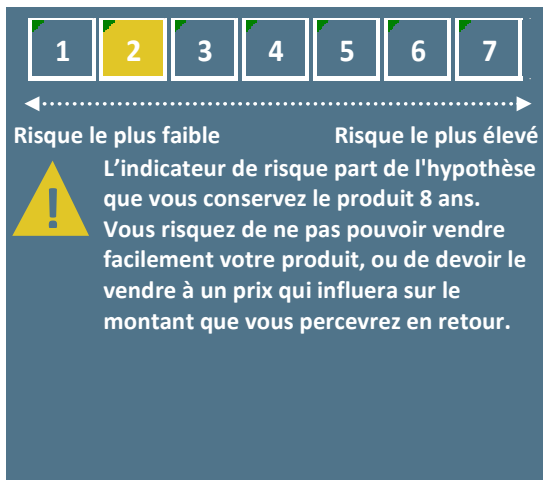 1 2 3 4 5 6 7
Risque le plus faible Risque le plus élevé
!
L’indicateur de risque part de l'hypothèse
que vous conservez le produit 8 ans.
Vous risquez de ne pas pouvoir vendre
facilement votre produit, ou de devoir le
vendre à un prix qui influera sur le
montant que vous percevrez en retour.